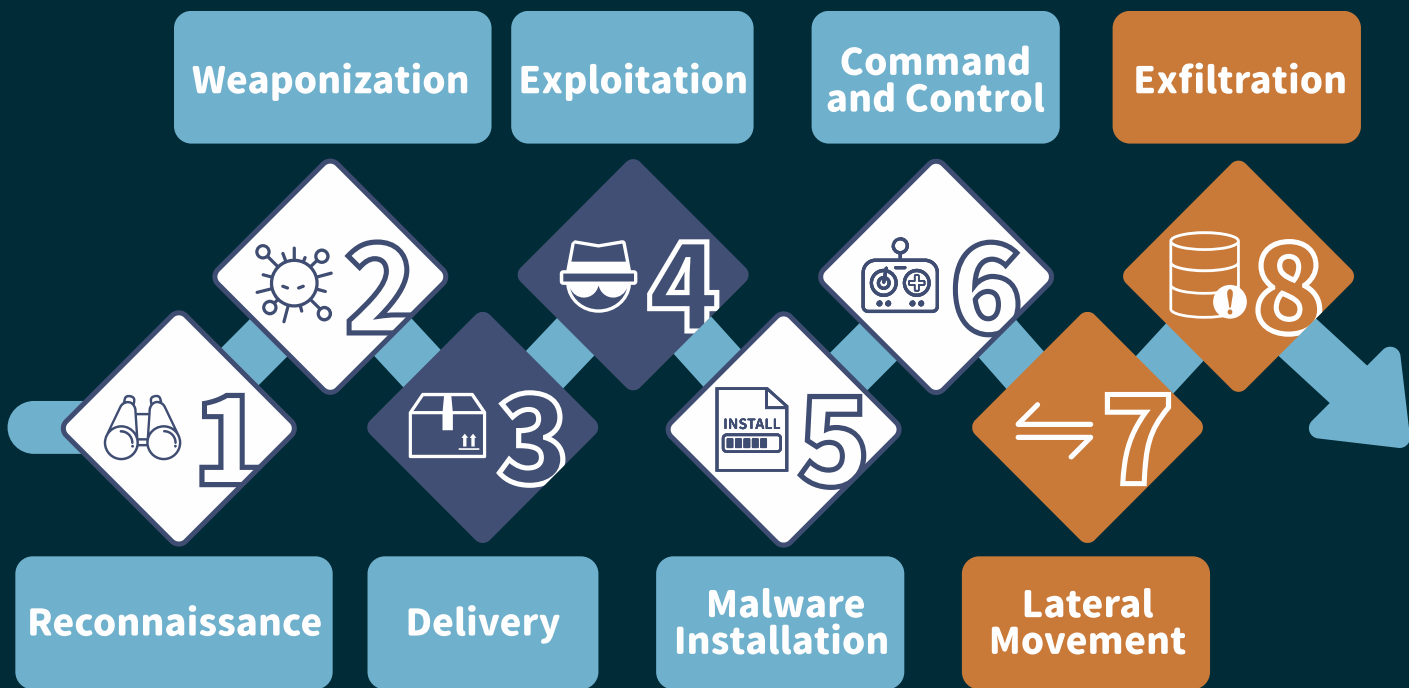 Weaponization
Exploitation
Command
and Control
Exfiltration
2
4
6
8
1
3
INSTALL
5
7
Reconnaissance
Delivery
Malware
Installation
Lateral
Movement